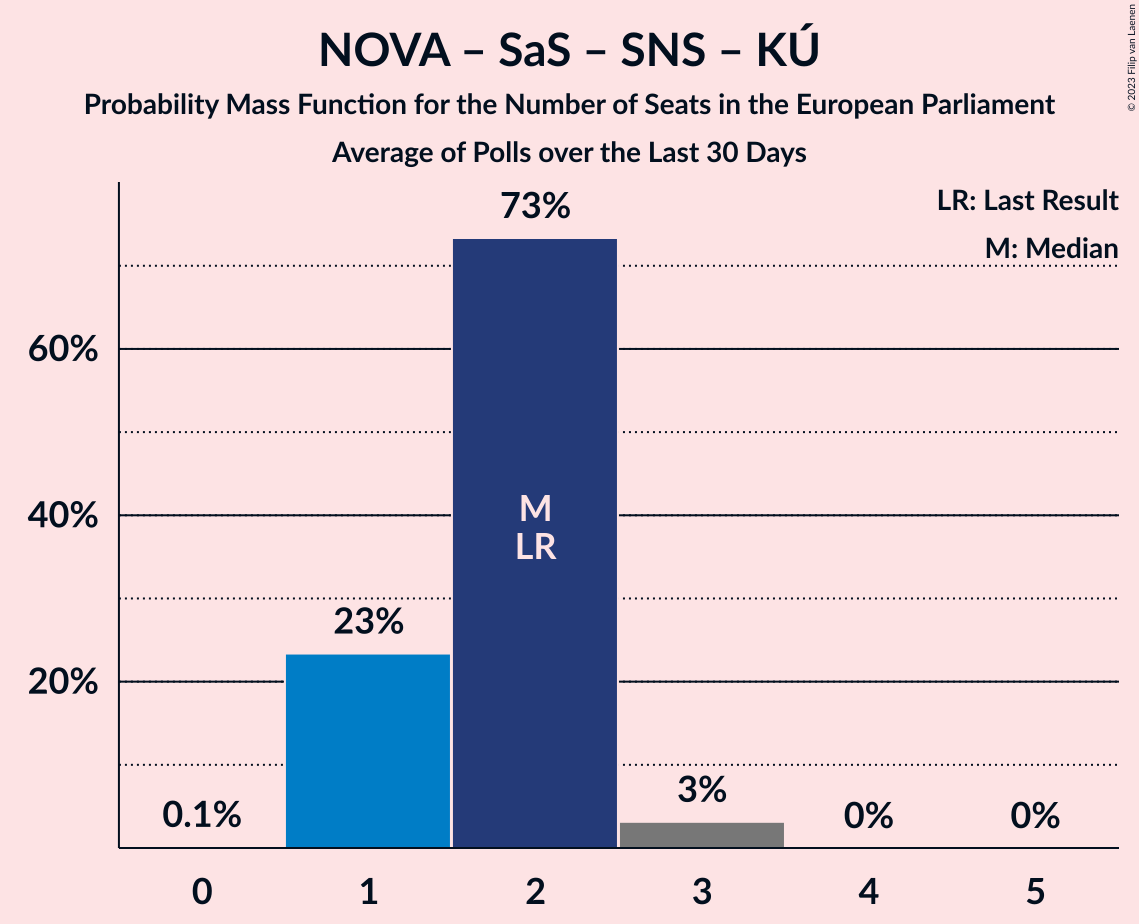 NOVA – SaS – SNS – KÚ
Probability Mass Function for the Number of Seats in the European Parliament
Average of Polls over the Last 30 Days
© 2023 Filip van Laenen
LR: Last Result
M: Median
73%
60%
40%
20%
M
LR
23%
0.1%
3%
0%
0%
0
1
2
3
4
5